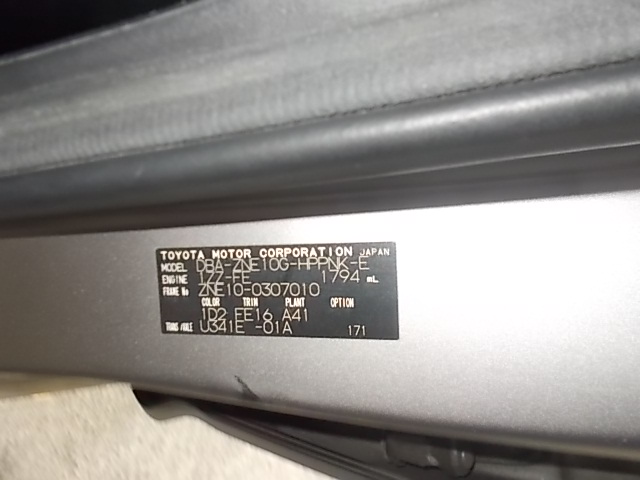 TOYOTA MOTOR CORPORATION JAPAN
MODEL DBA-ZNE10G-HPPNK-E
ENGINE 1ZZ-FE 1794 mL
FRAME No ZNE10-0307010
COLOR TRIM PLANT OPTION
1D2 FE16 A41
TRANS/AXLE U341E -01A 171